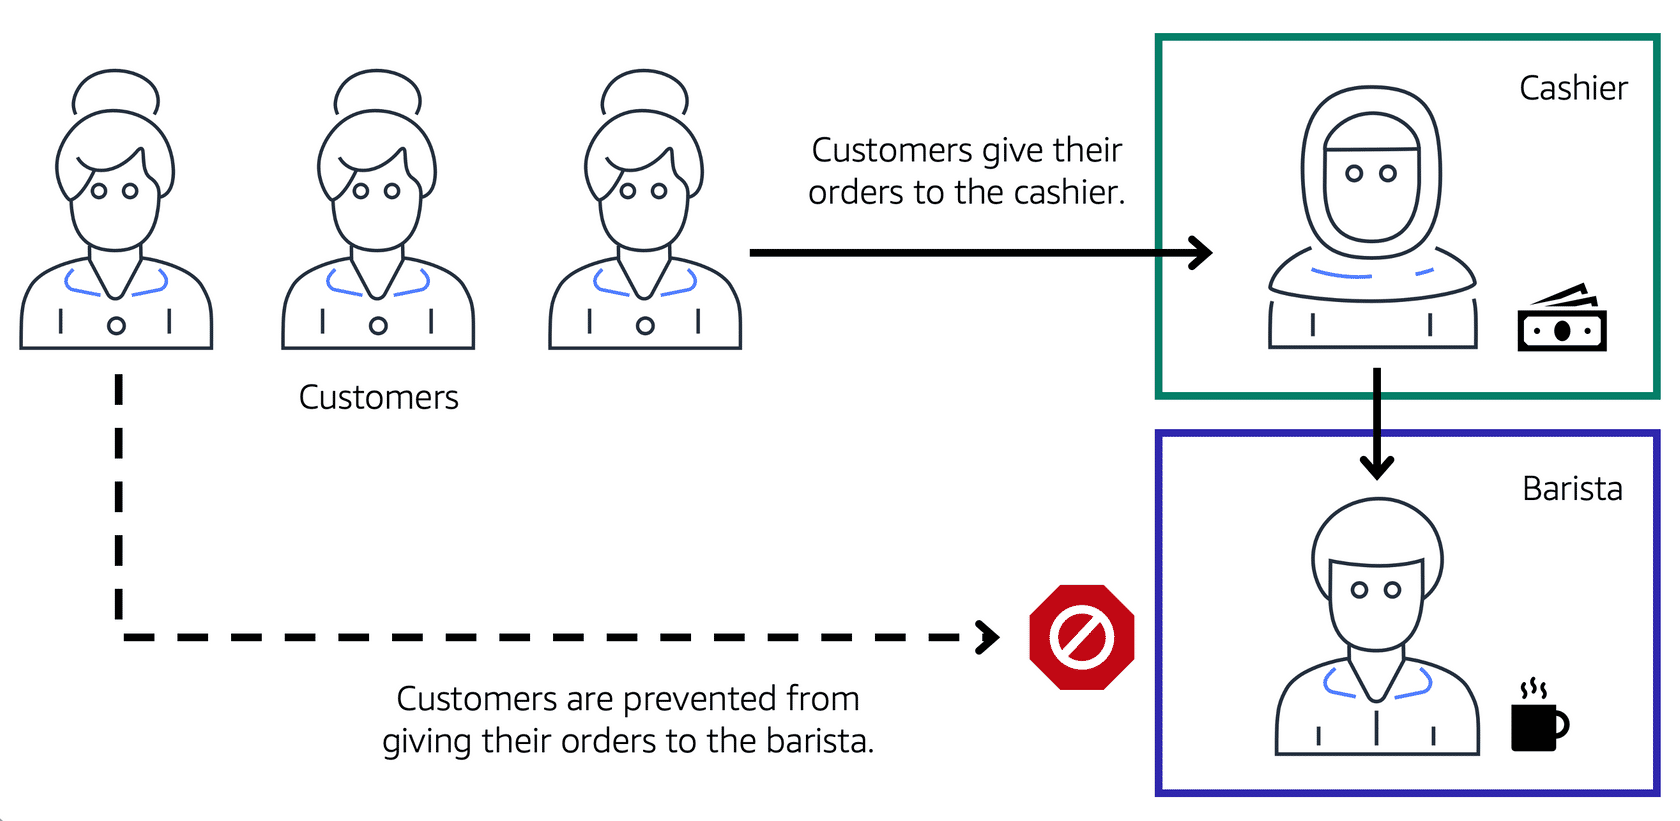 Cashier
Customers give their
orders to the cashier.
Customers
Barista
Customers are prevented from
giving their orders to the barista.